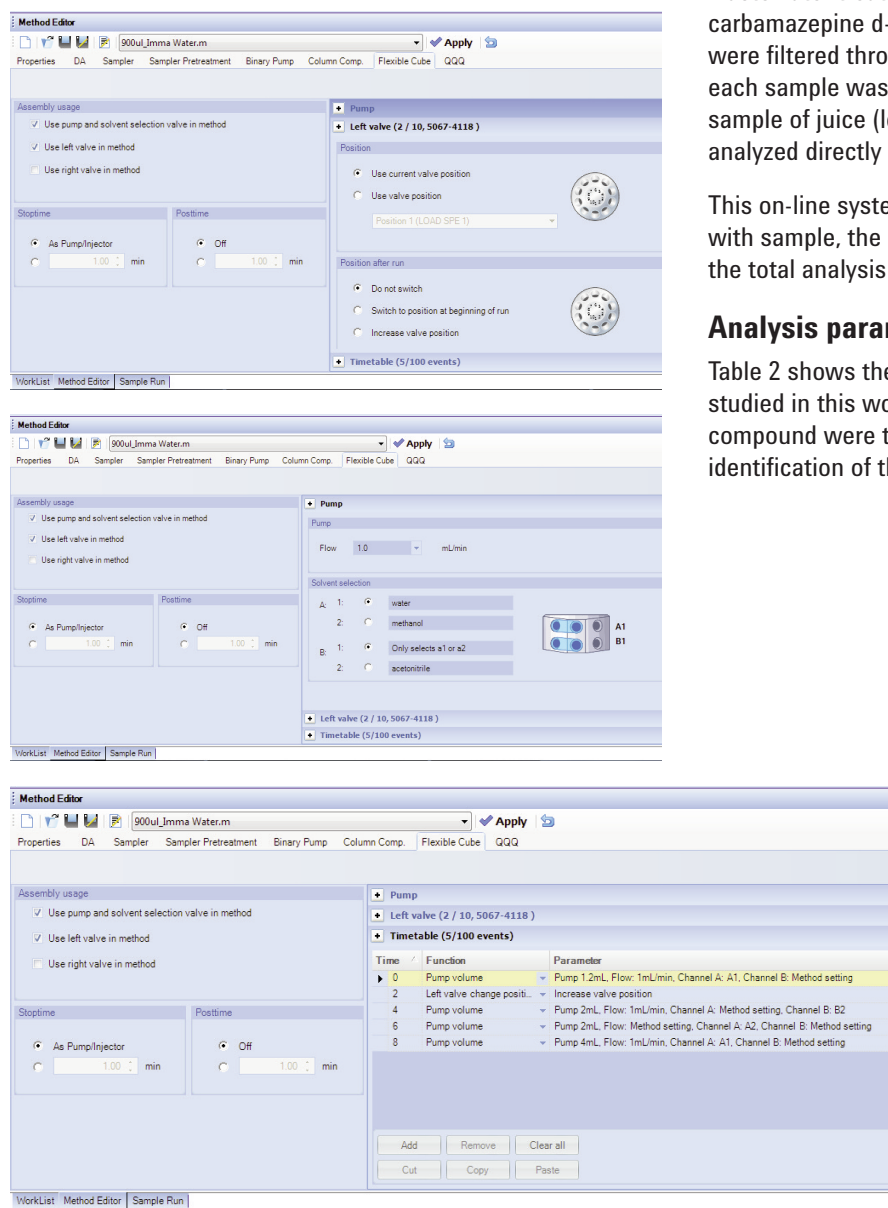 Method Editor
900ul_Imma Water.m Apply
Properties DA Sampler Sampler Pretreatment Binary Pump Column Comp. Flexible Cube QQQ
Assembly usage
Use pump and solvent selection valve in method
Use left valve in method
Use right valve in method
Stoptime Posttime
As Pump/Injector Off
1.00 min 1.00 min
+ Pump
+ Left valve (2 / 10, 5067-4118 )
Position
Use current valve position
Use valve position
Position 1 (LOAD SPE 1)
Position after run
Do not switch
Switch to position at beginning of run
Increase valve position
+ Timetable (5/100 events)
WorkList Method Editor Sample Run
Method Editor
900ul_Imma Water.m Apply
Properties DA Sampler Sampler Pretreatment Binary Pump Column Comp. Flexible Cube QQQ
Assembly usage
Use pump and solvent selection valve in method
Use left valve in method
Use right valve in method
Stoptime Posttime
As Pump/Injector Off
1.00 min 1.00 min
+ Pump
Pump
Flow 1.0 mL/min
Solvent selection
A: 1: water
2: methanol
B: 1: Only selects a1 or a2
2: acetonitrile
A1
B1
+ Left valve (2 / 10, 5067-4118 )
+ Timetable (5/100 events)
WorkList Method Editor Sample Run
Method Editor
900ul_Imma Water.m Apply
Properties DA Sampler Sampler Pretreatment Binary Pump Column Comp. Flexible Cube QQQ
Assembly usage
Use pump and solvent selection valve in method
Use left valve in method
Use right valve in method
Stoptime Posttime
As Pump/Injector Off
1.00 min 1.00 min
+ Pump
+ Left valve (2 / 10, 5067-4118 )
+ Timetable (5/100 events)
Time Function Parameter
0 Pump volume Pump 1.2mL, Flow: 1mL/min, Channel A: A1, Channel B: Method setting
2 Left valve change positi... Increase valve position
4 Pump volume Pump 2mL, Flow: 1mL/min, Channel A: Method setting, Channel B: B2
6 Pump volume Pump 2mL, Flow: Method setting, Channel A: A2, Channel B: Method setting
8 Pump volume Pump 4mL, Flow: 1mL/min, Channel A: A1, Channel B: Method setting
Add Remove Clear all
Cut Copy Paste
WorkList Method Editor Sample Run
carbamazepine d-
were filtered thro
each sample was
sample of juice (l
analyzed directly
This on-line syste
with sample, the
the total analysis
Analysis parar
Table 2 shows the
studied in this wo
compound were t
identification of t